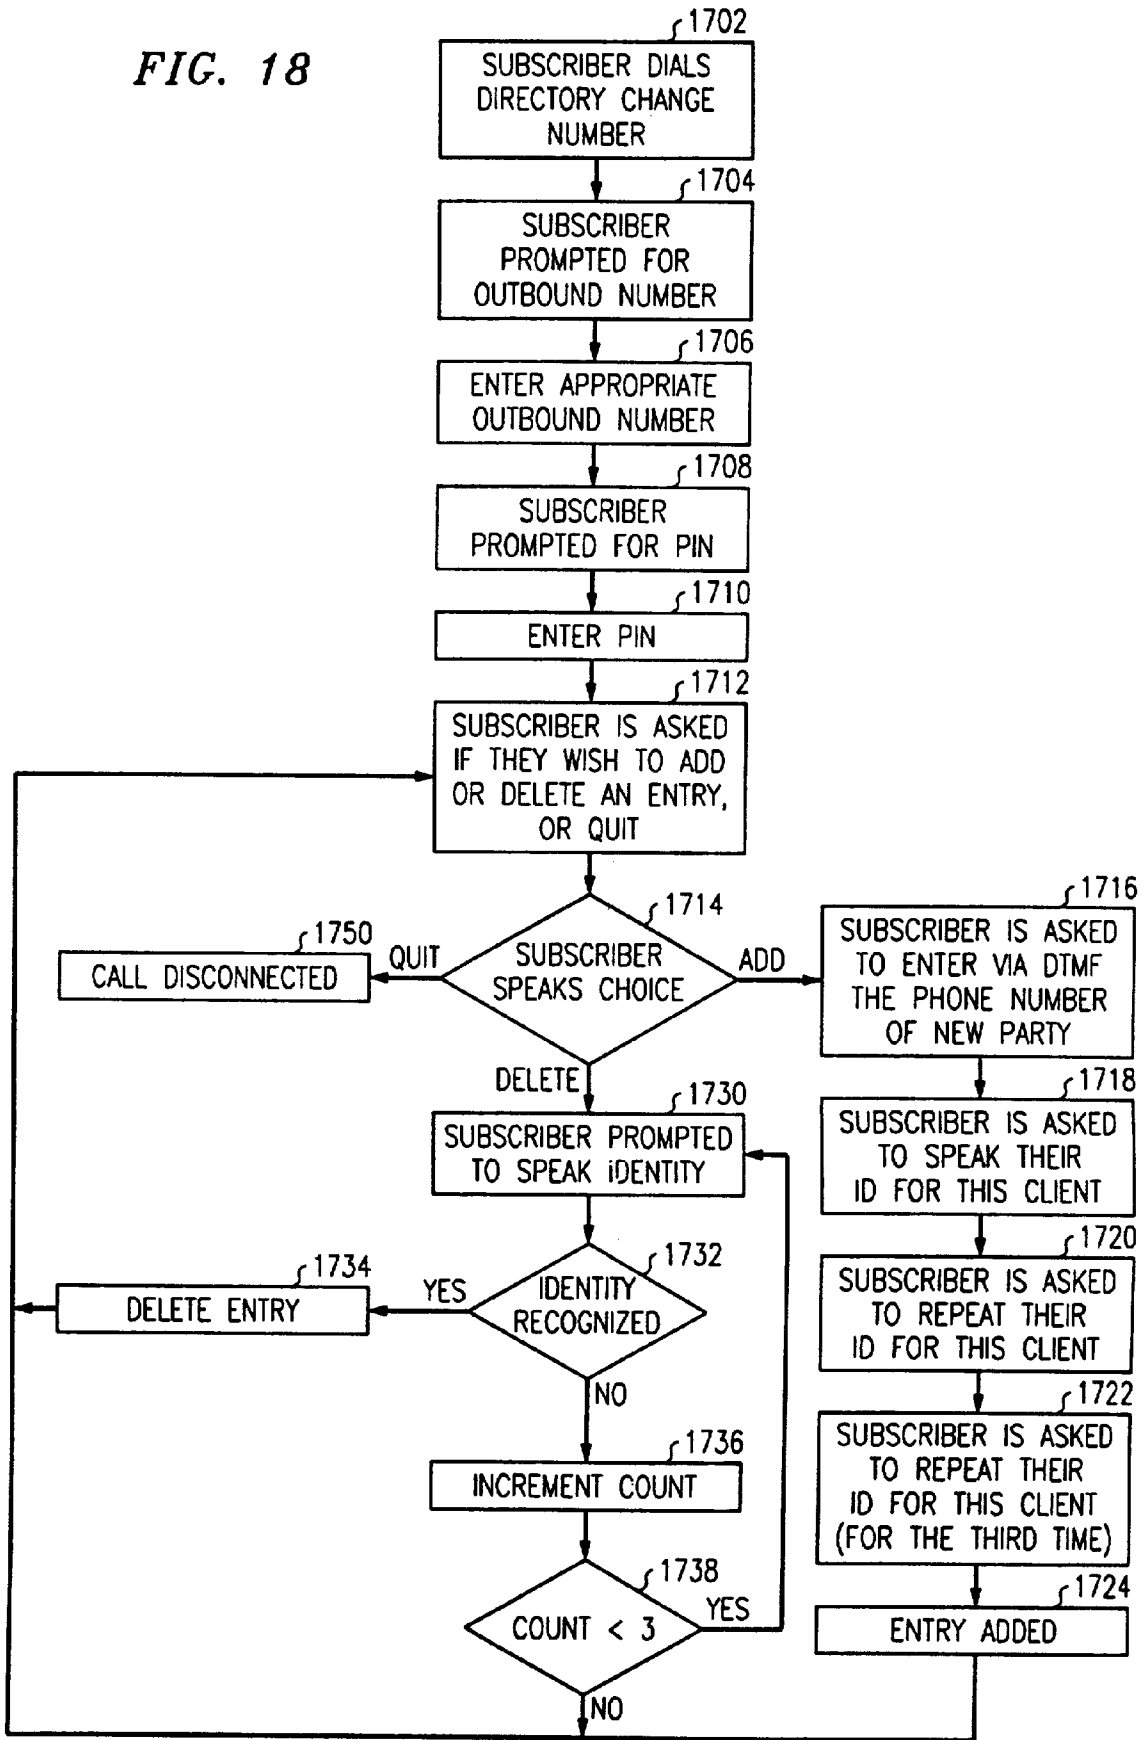 FIG. 18
1702
SUBSCRIBER DIALS
DIRECTORY CHANGE
NUMBER
1704
SUBSCRIBER
PROMPTED FOR
OUTBOUND NUMBER
1706
ENTER APPROPRIATE
OUTBOUND NUMBER
1708
SUBSCRIBER
PROMPTED FOR PIN
1710
ENTER PIN
1712
SUBSCRIBER IS ASKED
IF THEY WISH TO ADD
OR DELETE AN ENTRY,
OR QUIT
1714
SUBSCRIBER
SPEAKS CHOICE
QUIT
1750
CALL DISCONNECTED
ADD
1716
SUBSCRIBER IS ASKED
TO ENTER VIA DTMF
THE PHONE NUMBER
OF NEW PARTY
1718
SUBSCRIBER IS ASKED
TO SPEAK THEIR
ID FOR THIS CLIENT
1720
SUBSCRIBER IS ASKED
TO REPEAT THEIR
ID FOR THIS CLIENT
1722
SUBSCRIBER IS ASKED
TO REPEAT THEIR
ID FOR THIS CLIENT
(FOR THE THIRD TIME)
1724
ENTRY ADDED
DELETE
1730
SUBSCRIBER PROMPTED
TO SPEAK IDENTITY
1732
IDENTITY
RECOGNIZED
YES
1734
DELETE ENTRY
NO
1736
INCREMENT COUNT
1738
COUNT < 3
YES
NO